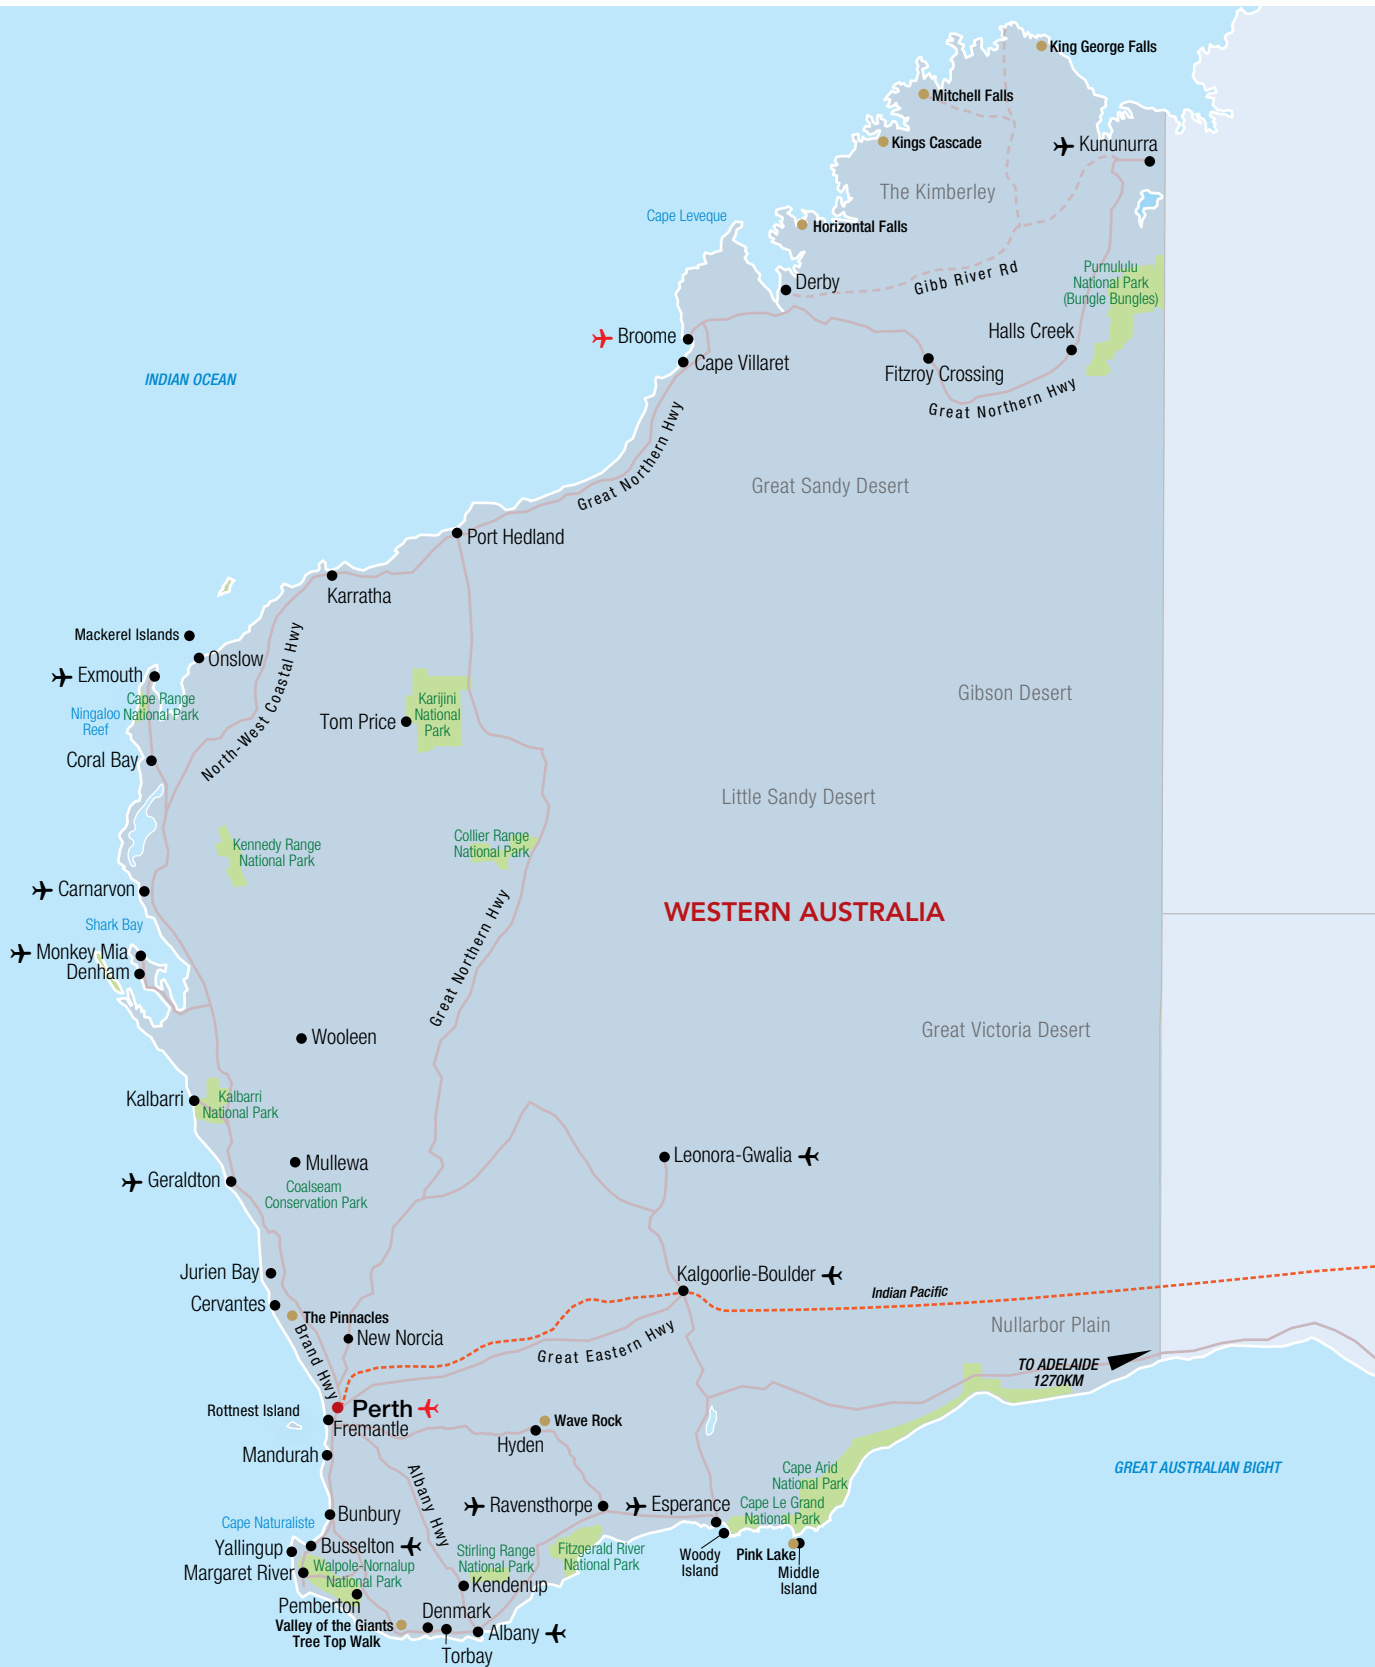 King George Falls
Mitchell Falls
Kings Cascade
Kununurra
The Kimberley
Cape Leveque
Horizontal Falls
Gibb River Rd
Purnululu
National Park
(Bungle Bungles)
Derby
Halls Creek
Broome
Cape Villaret
Fitzroy Crossing
Great Northern Hwy
INDIAN OCEAN
Great Northern Hwy
Great Sandy Desert
Port Hedland
Karratha
Mackerel Islands
Onslow
North-West Coastal Hwy
Exmouth
Cape Range
National Park
Ningaloo
Reef
Karijini
National
Park
Tom Price
Gibson Desert
Coral Bay
Little Sandy Desert
Kennedy Range
National Park
Collier Range
National Park
Carnarvon
WESTERN AUSTRALIA
Shark Bay
Great Northern Hwy
Monkey Mia
Denham
Great Victoria Desert
Wooleen
Kalbarri
Kalbarri
National Park
Mullewa
Leonora-Gwalia
Geraldton
Coalseam
Conservation Park
Jurien Bay
Kalgoorlie-Boulder
Indian Pacific
Cervantes
The Pinnacles
Nullarbor Plain
New Norcia
Brand Hwy
Great Eastern Hwy
TO ADELAIDE
1270KM
Perth
Rottnest Island
Fremantle
Wave Rock
Hyden
Mandurah
Albany Hwy
Cape Arid
National Park
GREAT AUSTRALIAN BIGHT
Ravensthorpe
Esperance
Cape Le Grand
National Park
Bunbury
Cape Naturaliste
Busselton
Yallingup
Stirling Range
National Park
Fitzgerald River
National Park
Woody
Island
Pink Lake
Middle
Island
Margaret River
Walpole-Nornalup
National Park
Kendenup
Pemberton
Denmark
Valley of the Giants
Tree Top Walk
Albany
Torbay